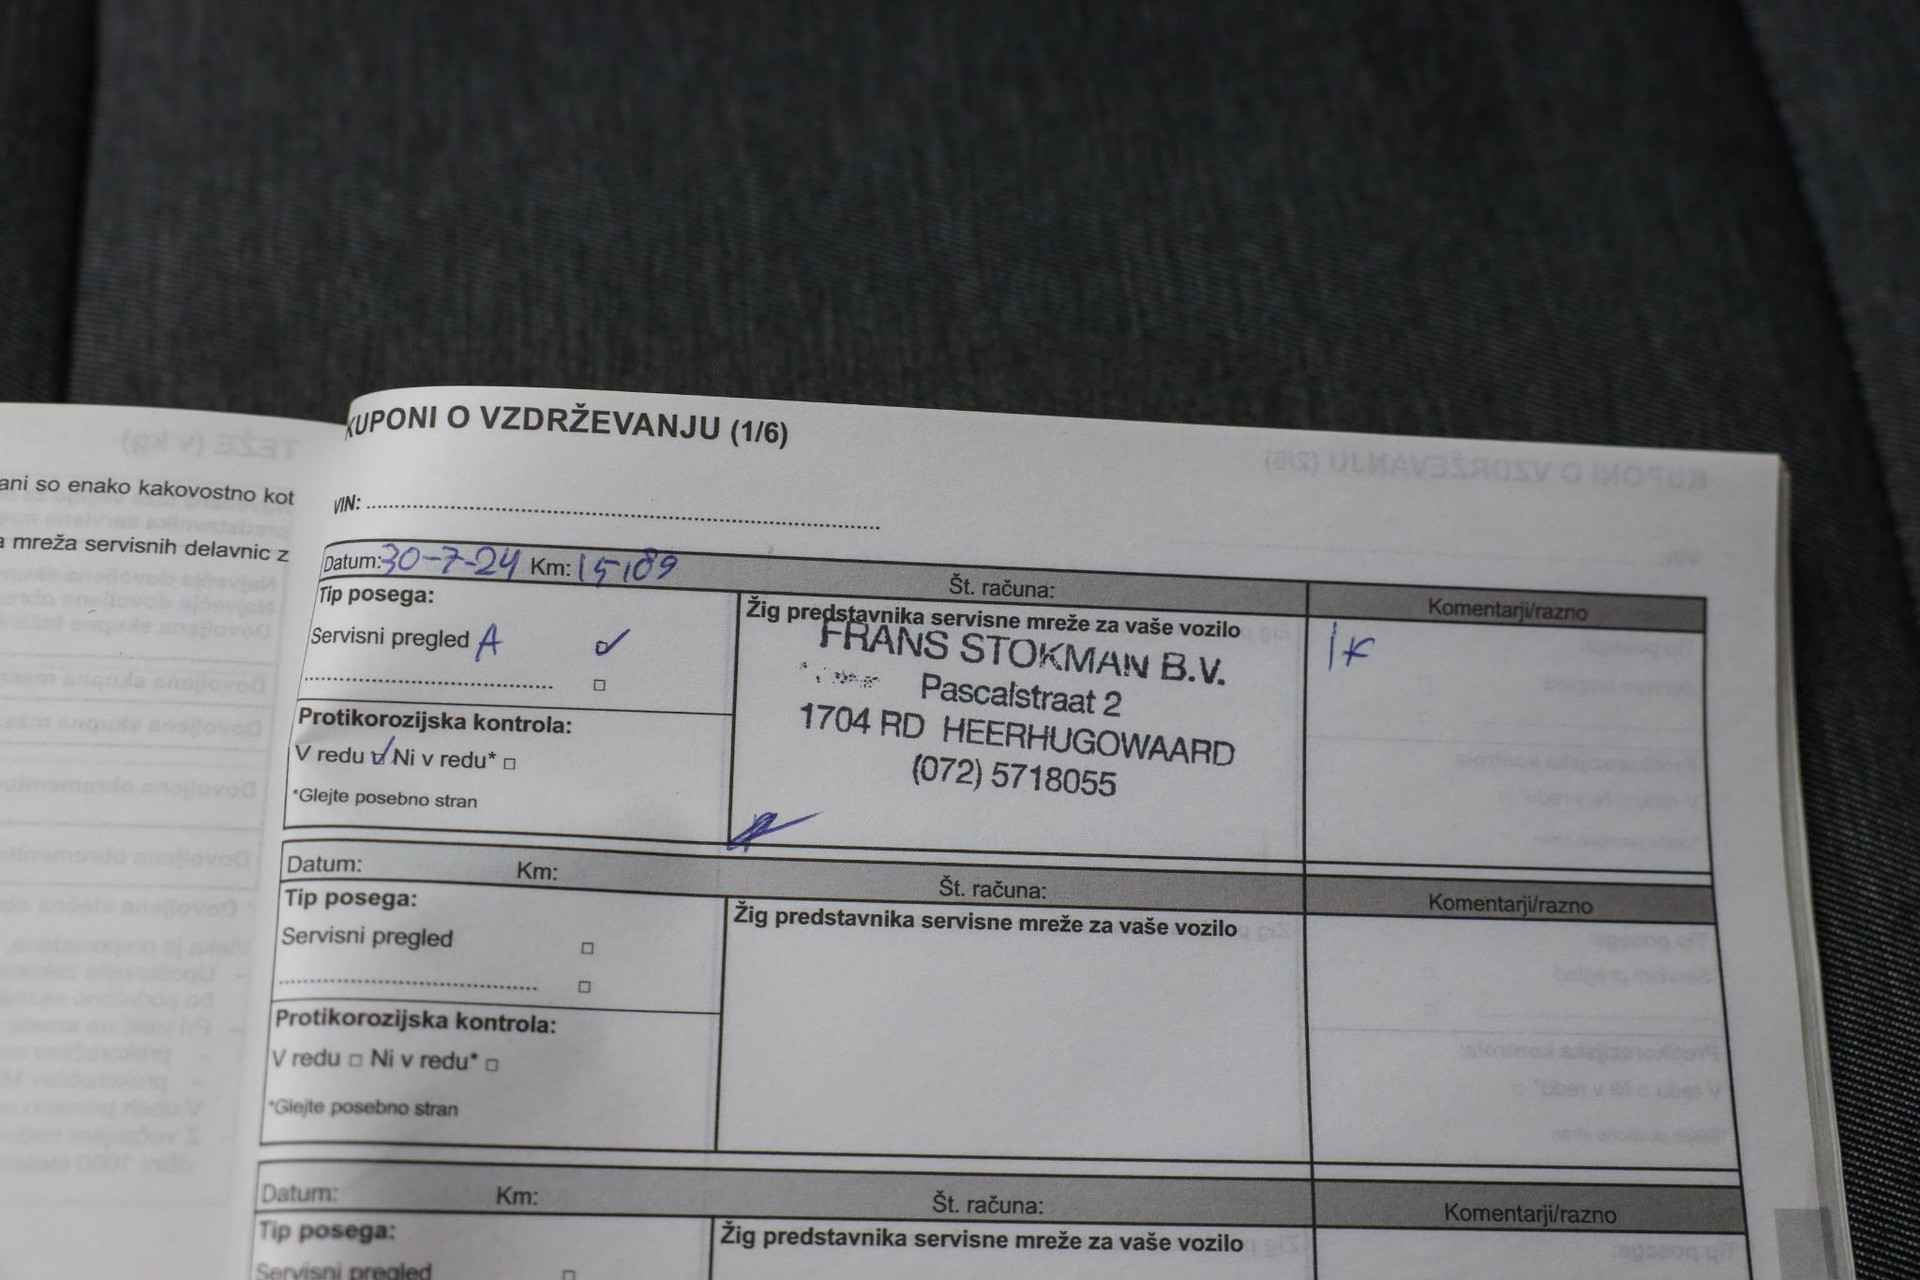 ani so enako kakovostno kot
a mreža servisnih delavnic z
KUPONI O VZDRŽEVANJU (1/6)
VIN:
Datum: 30-7-24 Km: 15189
Št. računa:
Komentarji/razno
Tip posega:
Servisni pregled A
Protikorozijska kontrola:
V redu Ni v redu*
*Glejte posebno stran
Žig predstavnika servisne mreže za vaše vozilo
FRANS STOKMAN B.V.
Pascalstraat 2
1704 RD HEERHUGOWAARD
(072) 5718055
Datum: Km:
Št. računa:
Komentarji/razno
Tip posega:
Servisni pregled
Protikorozijska kontrola:
V redu Ni v redu*
*Glejte posebno stran
Žig predstavnika servisne mreže za vaše vozilo
Datum: Km:
Št. računa:
Komentarji/razno
Tip posega:
Servisni pregled
Žig predstavnika servisne mreže za vaše vozilo